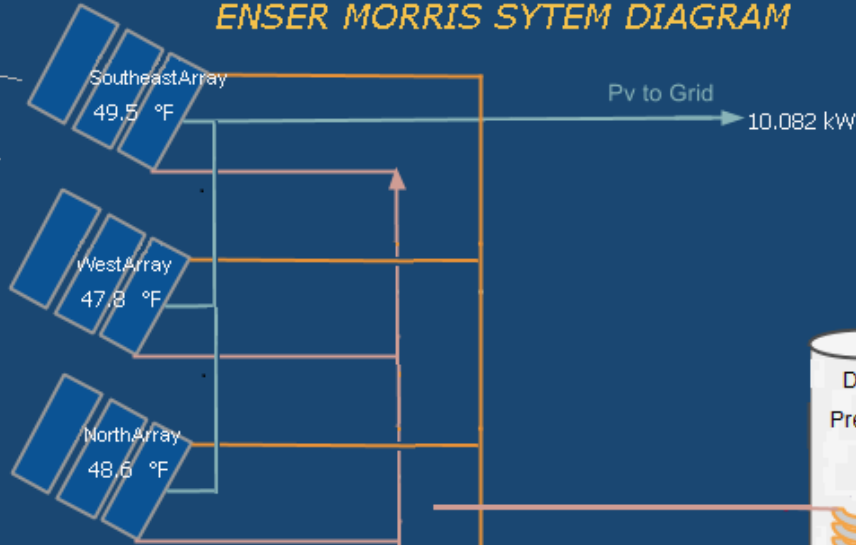 ENSER MORRIS SYTEM DIAGRAM
SoutheastArray
49.5 °F
Pv to Grid
10.082 kW
WestArray
47.8 °F
NorthArray
48.6 °F